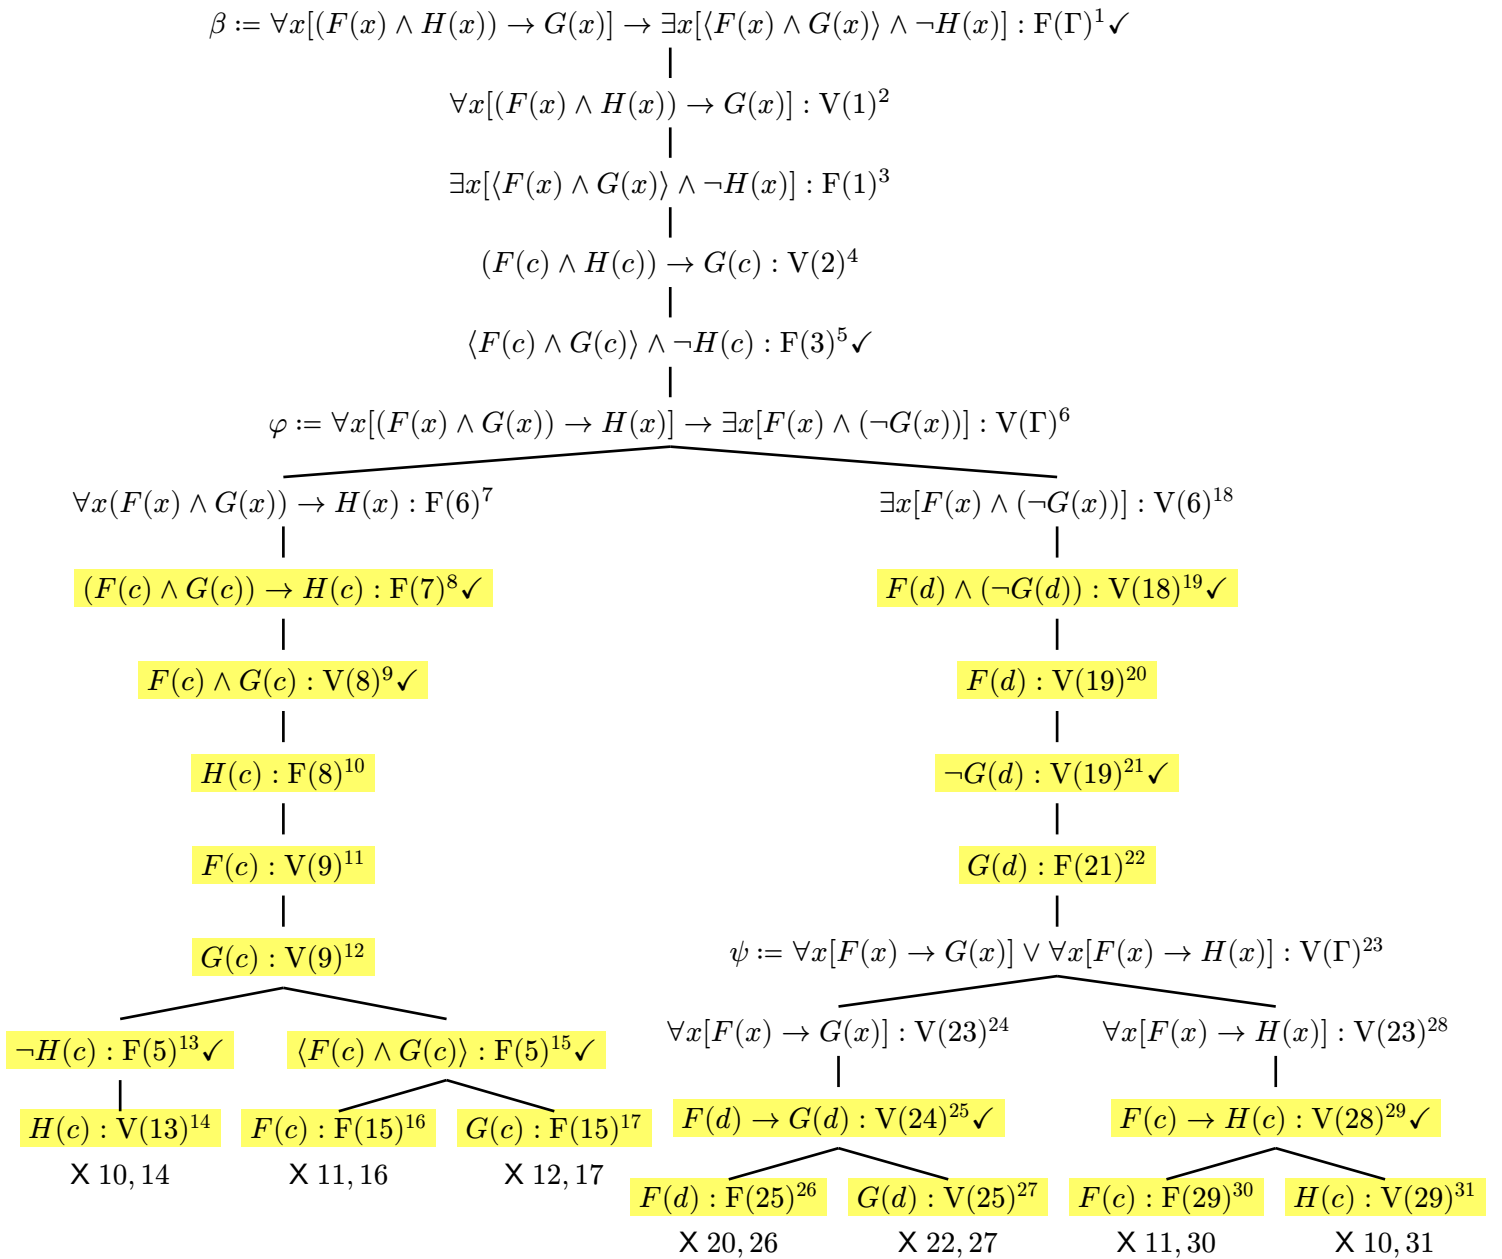 β := ∀x[(F(x) ∧ H(x)) → G(x)] → ∃x[⟨F(x) ∧ G(x)⟩ ∧ ¬H(x)] : F(Γ)¹✓
∀x[(F(x) ∧ H(x)) → G(x)] : V(1)²
∃x[⟨F(x) ∧ G(x)⟩ ∧ ¬H(x)] : F(1)³
(F(c) ∧ H(c)) → G(c) : V(2)⁴
⟨F(c) ∧ G(c)⟩ ∧ ¬H(c) : F(3)⁵✓
φ := ∀x[(F(x) ∧ G(x)) → H(x)] → ∃x[F(x) ∧ (¬G(x))] : V(Γ)⁶
∀x(F(x) ∧ G(x)) → H(x) : F(6)⁷
(F(c) ∧ G(c)) → H(c) : F(7)⁸✓
F(c) ∧ G(c) : V(8)⁹✓
H(c) : F(8)¹⁰
F(c) : V(9)¹¹
G(c) : V(9)¹²
¬H(c) : F(5)¹³✓
H(c) : V(13)¹⁴
X 10, 14
⟨F(c) ∧ G(c)⟩ : F(5)¹⁵✓
F(c) : F(15)¹⁶
X 11, 16
G(c) : F(15)¹⁷
X 12, 17
∃x[F(x) ∧ (¬G(x))] : V(6)¹⁸
F(d) ∧ (¬G(d)) : V(18)¹⁹✓
F(d) : V(19)²⁰
¬G(d) : V(19)²¹✓
G(d) : F(21)²²
ψ := ∀x[F(x) → G(x)] ∨ ∀x[F(x) → H(x)] : V(Γ)²³
∀x[F(x) → G(x)] : V(23)²⁴
F(d) → G(d) : V(24)²⁵✓
F(d) : F(25)²⁶
X 20, 26
G(d) : V(25)²⁷
X 22, 27
∀x[F(x) → H(x)] : V(23)²⁸
F(c) → H(c) : V(28)²⁹✓
F(c) : F(29)³⁰
X 11, 30
H(c) : V(29)³¹
X 10, 31